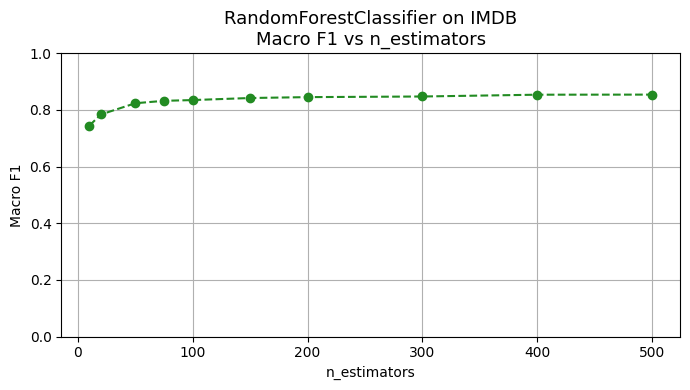 RandomForestClassifier on IMDB
Macro F1 vs n_estimators
1.0
0.8
0.6
0.4
0.2
0.0
Macro F1
0 100 200 300 400 500
n_estimators